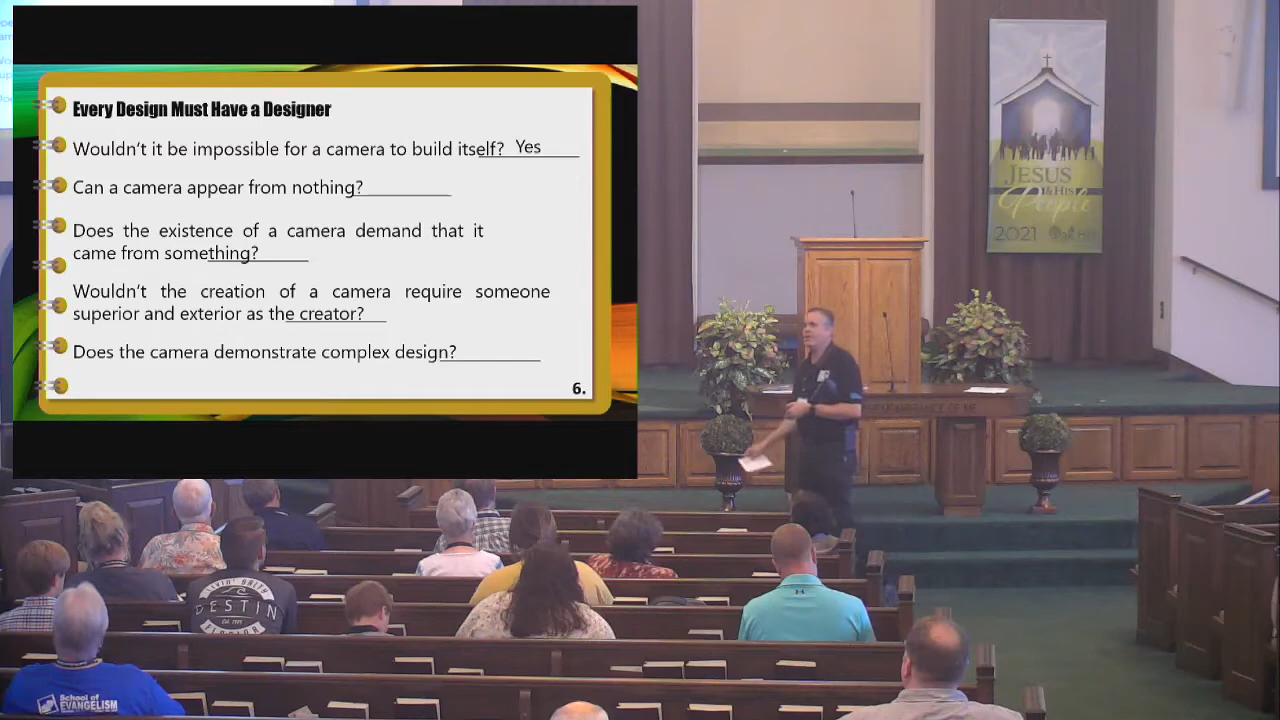 Every Design Must Have a Designer
Wouldn't it be impossible for a camera to build itself? Yes
Can a camera appear from nothing?
Does the existence of a camera demand that it
came from something?
Wouldn't the creation of a camera require someone
superior and exterior as the creator?
Does the camera demonstrate complex design?
6.
JESUS
& HIS
People
2021
DESTIN
FLORIDA
School of
EVANGELISM